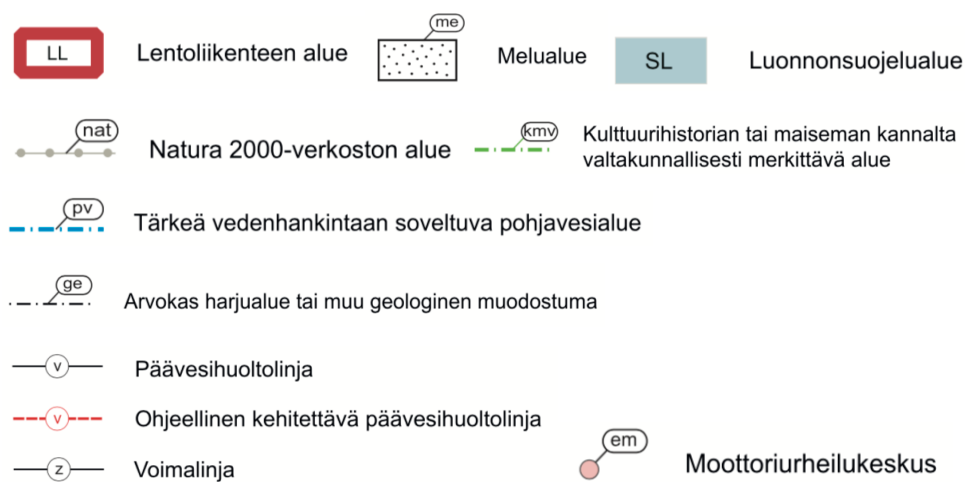 LL Lentoliikenteen alue me Melualue SL Luonnonsuojelualue
nat Natura 2000-verkoston alue kmv Kulttuurihistorian tai maiseman kannalta
valtakunnallisesti merkittävä alue
pv Tärkeä vedenhankintaan soveltuva pohjavesialue
ge Arvokas harjualue tai muu geologinen muodostuma
v Päävesihuoltolinja
v Ohjeellinen kehitettävä päävesihuoltolinja
z Voimalinja em Moottoriurheilukeskus